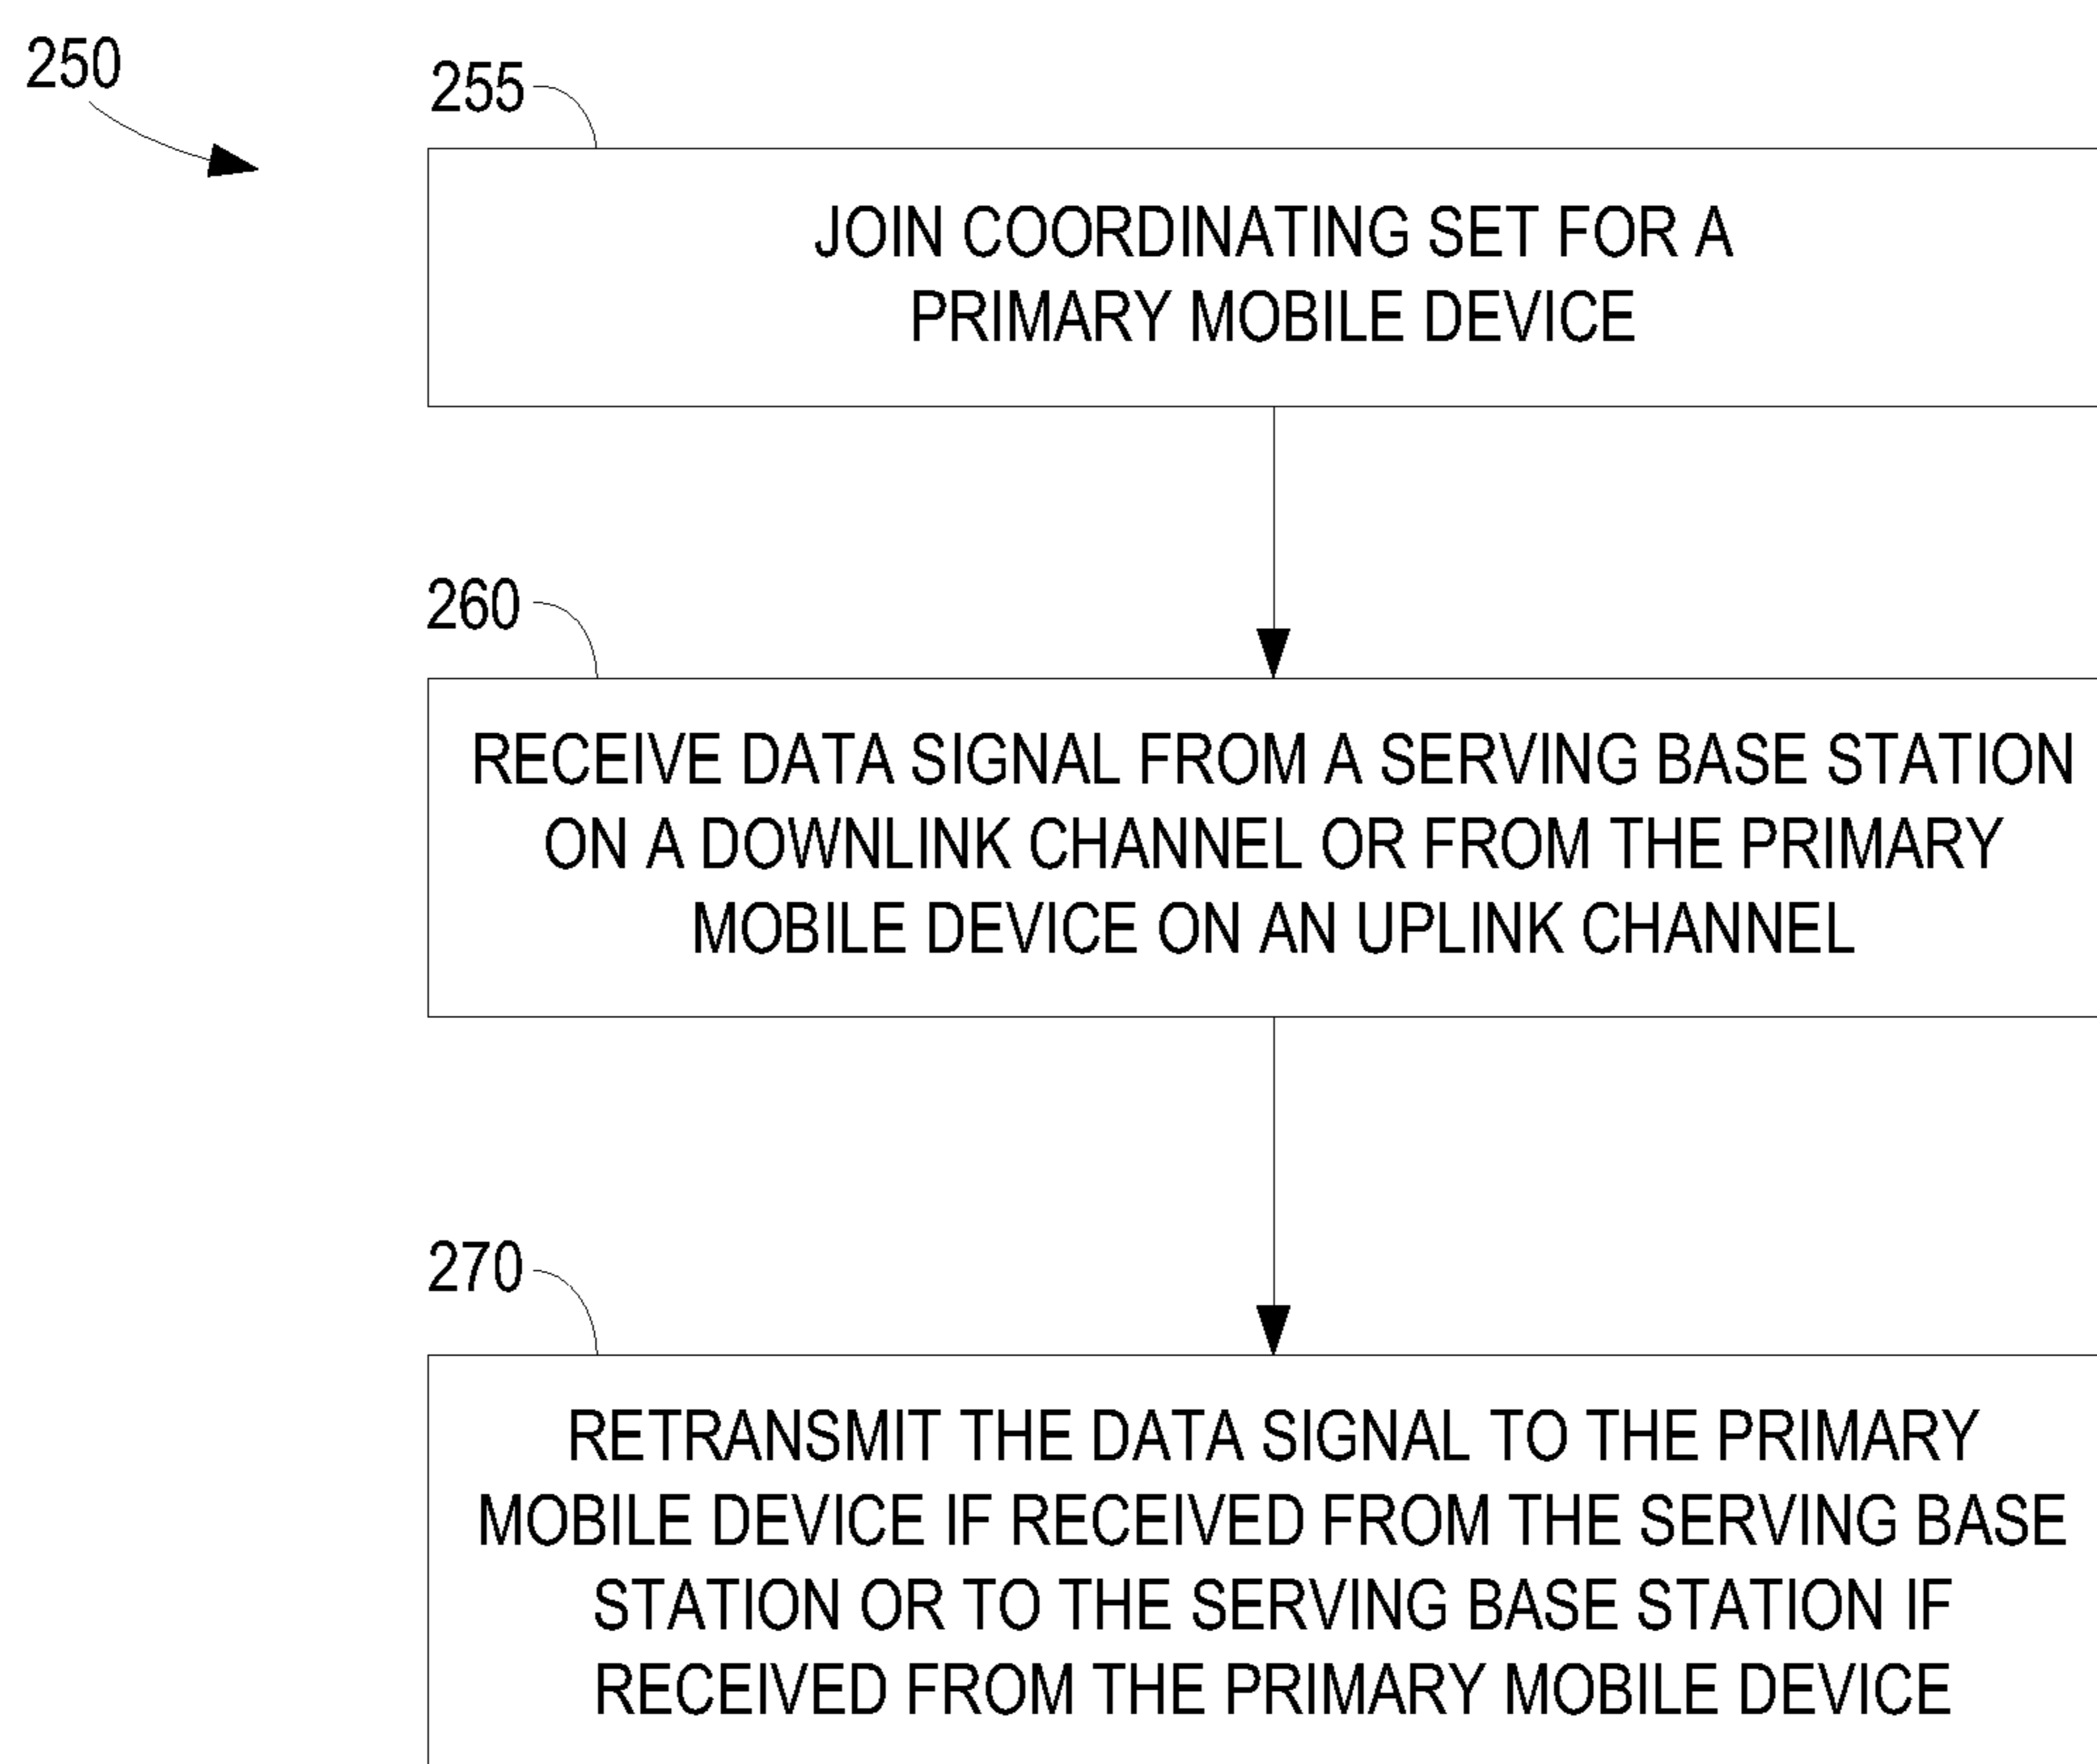 250
255
JOIN COORDINATING SET FOR A
PRIMARY MOBILE DEVICE
260
RECEIVE DATA SIGNAL FROM A SERVING BASE STATION
ON A DOWNLINK CHANNEL OR FROM THE PRIMARY
MOBILE DEVICE ON AN UPLINK CHANNEL
270
RETRANSMIT THE DATA SIGNAL TO THE PRIMARY
MOBILE DEVICE IF RECEIVED FROM THE SERVING BASE
STATION OR TO THE SERVING BASE STATION IF
RECEIVED FROM THE PRIMARY MOBILE DEVICE